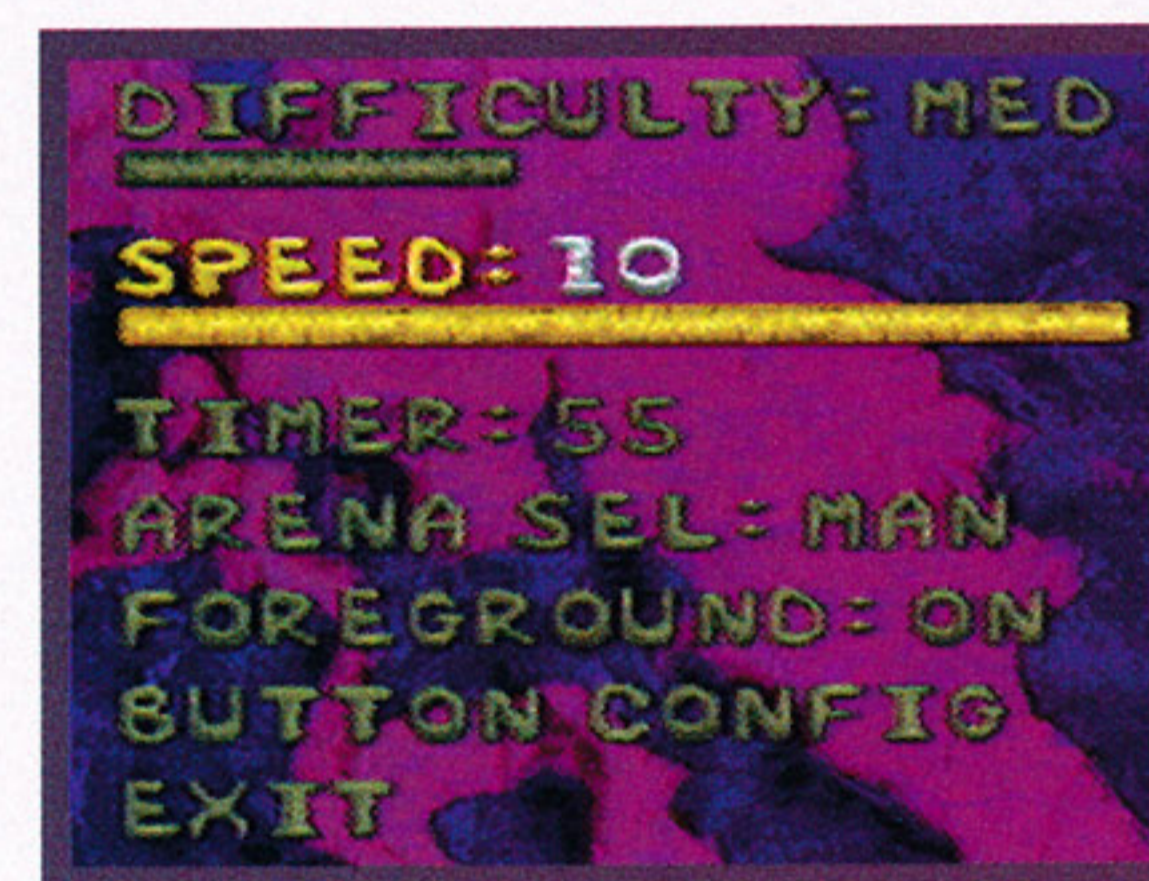 DIFFICULTY: MED
SPEED: 10
TIMER: 55
ARENA SEL: MAN
FOREGROUND: ON
BUTTON CONFIG
EXIT